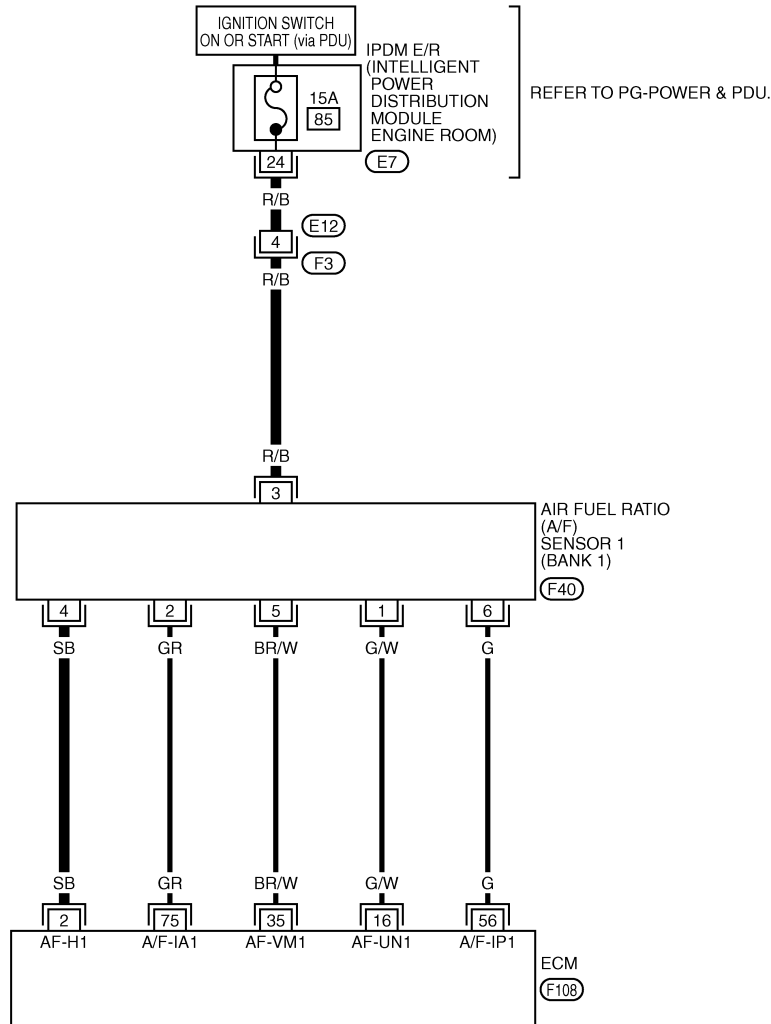 IGNITION SWITCH
ON OR START (via PDU)
IPDM E/R
(INTELLIGENT
POWER
DISTRIBUTION
MODULE
ENGINE ROOM)
REFER TO PG-POWER & PDU.
15A
85
24
E7
R/B
E12
4
F3
R/B
R/B
3
AIR FUEL RATIO
(A/F)
SENSOR 1
(BANK 1)
F40
4 2 5 1 6
SB GR BR/W G/W G
SB GR BR/W G/W G
2 75 35 16 56
AF-H1 A/F-IA1 AF-VM1 AF-UN1 A/F-IP1
ECM
F108